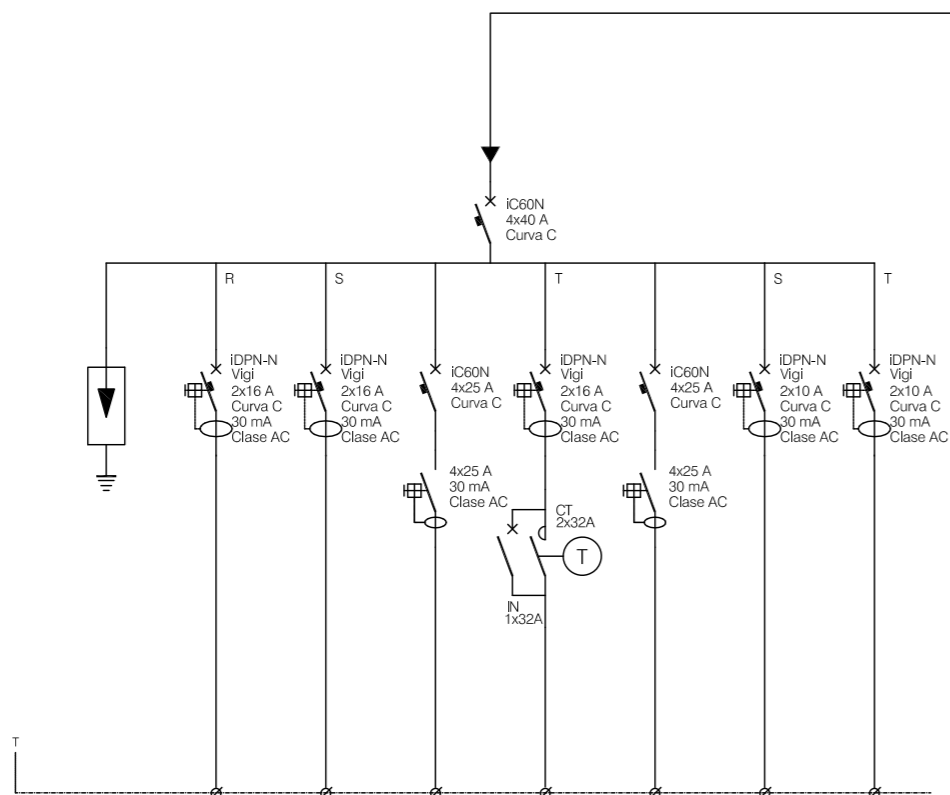 iC60N
4x40 A
Curva C
R
S
T
S
T
iDPN-N
Vigi
2x16 A
Curva C
30 mA
Clase AC
iDPN-N
Vigi
2x16 A
Curva C
30 mA
Clase AC
iC60N
4x25 A
Curva C
4x25 A
30 mA
Clase AC
iDPN-N
Vigi
2x16 A
Curva C
30 mA
Clase AC
CT
2x32A
T
IN
1x32A
iC60N
4x25 A
Curva C
4x25 A
30 mA
Clase AC
iDPN-N
Vigi
2x10 A
Curva C
30 mA
Clase AC
iDPN-N
Vigi
2x10 A
Curva C
30 mA
Clase AC
T